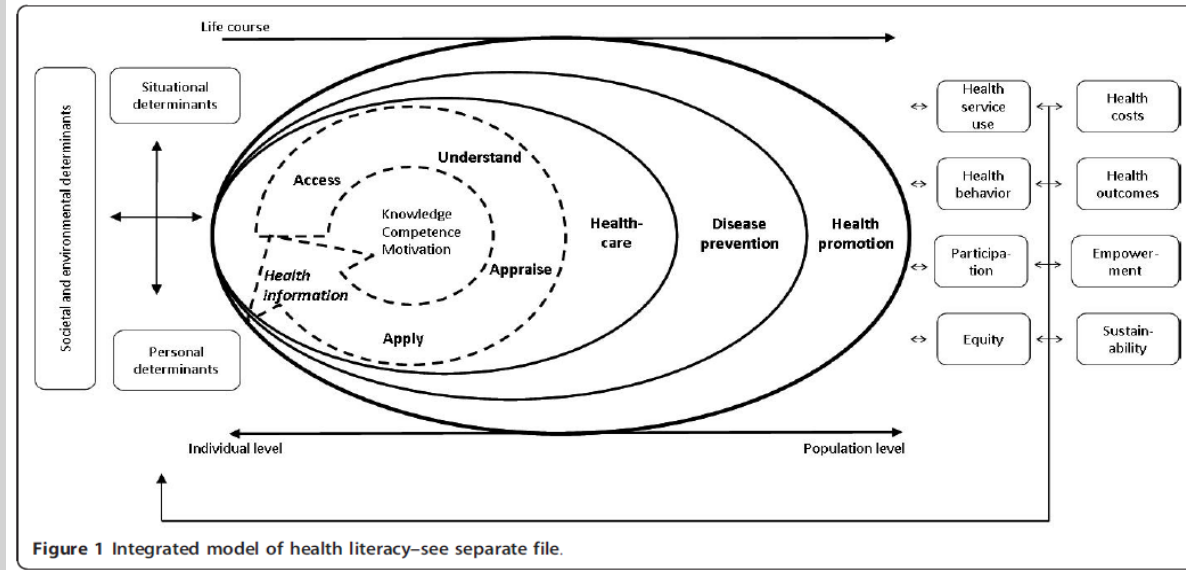 Life course
Societal and environmental determinants
Situational
determinants
Personal
determinants
Access
Understand
Knowledge
Competence
Motivation
Appraise
Health
information
Apply
Health-
care
Disease
prevention
Health
promotion
Health
service
use
Health
costs
Health
behavior
Health
outcomes
Participa-
tion
Empower-
ment
Equity
Sustain-
ability
Individual level
Population level
Figure 1 Integrated model of health literacy–see separate file.